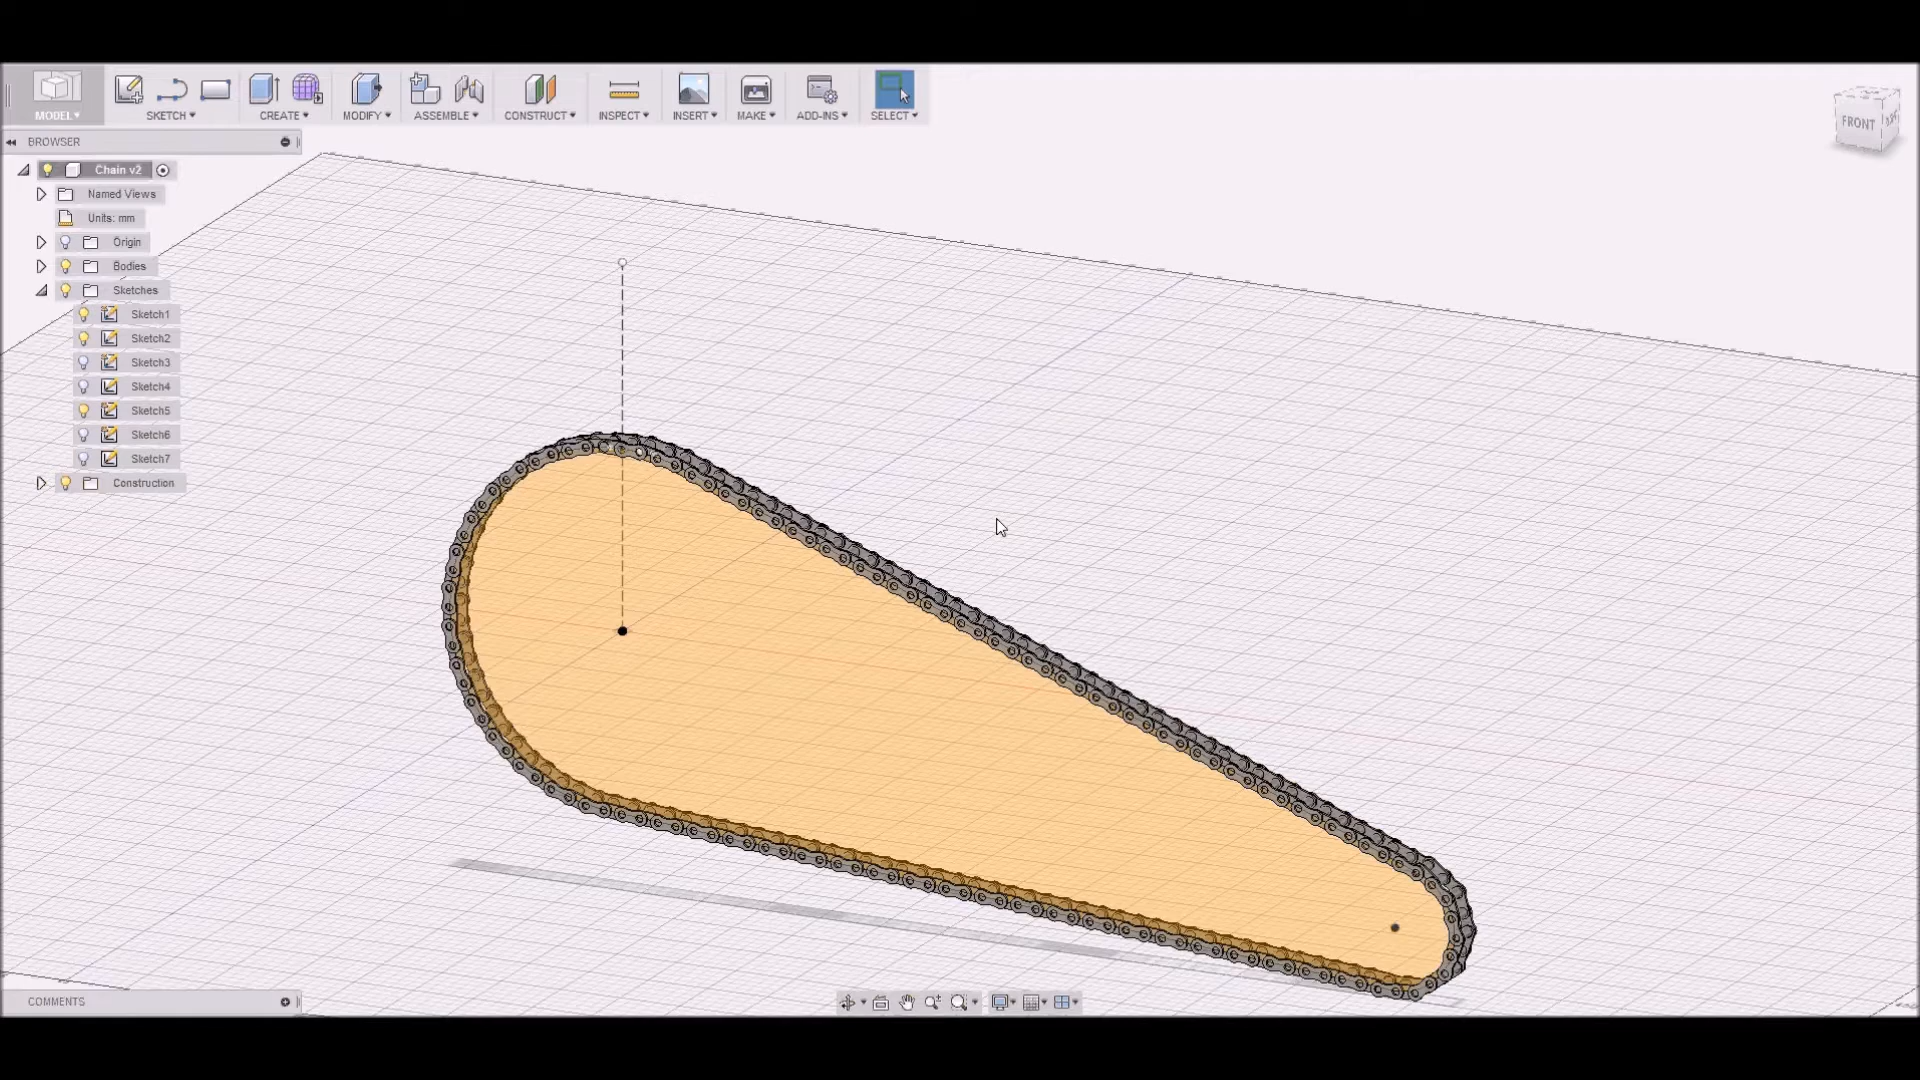 MODEL SKETCH CREATE MODIFY ASSEMBLE CONSTRUCT INSPECT INSERT MAKE ADD-INS SELECT
FRONT
BROWSER
Chain v2
Named Views
Units: mm
Origin
Bodies
Sketches
Sketch1
Sketch2
Sketch3
Sketch4
Sketch5
Sketch6
Sketch7
Construction
COMMENTS